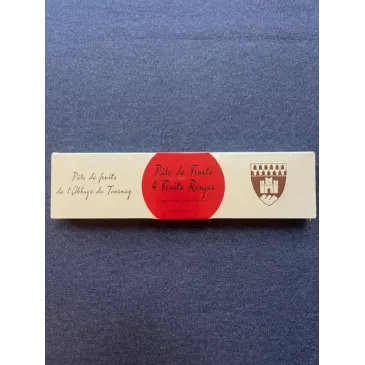 Pâte de fruits
de l'Abbaye de Tournay
Pâte de Fruits
4 Fruits Rouges